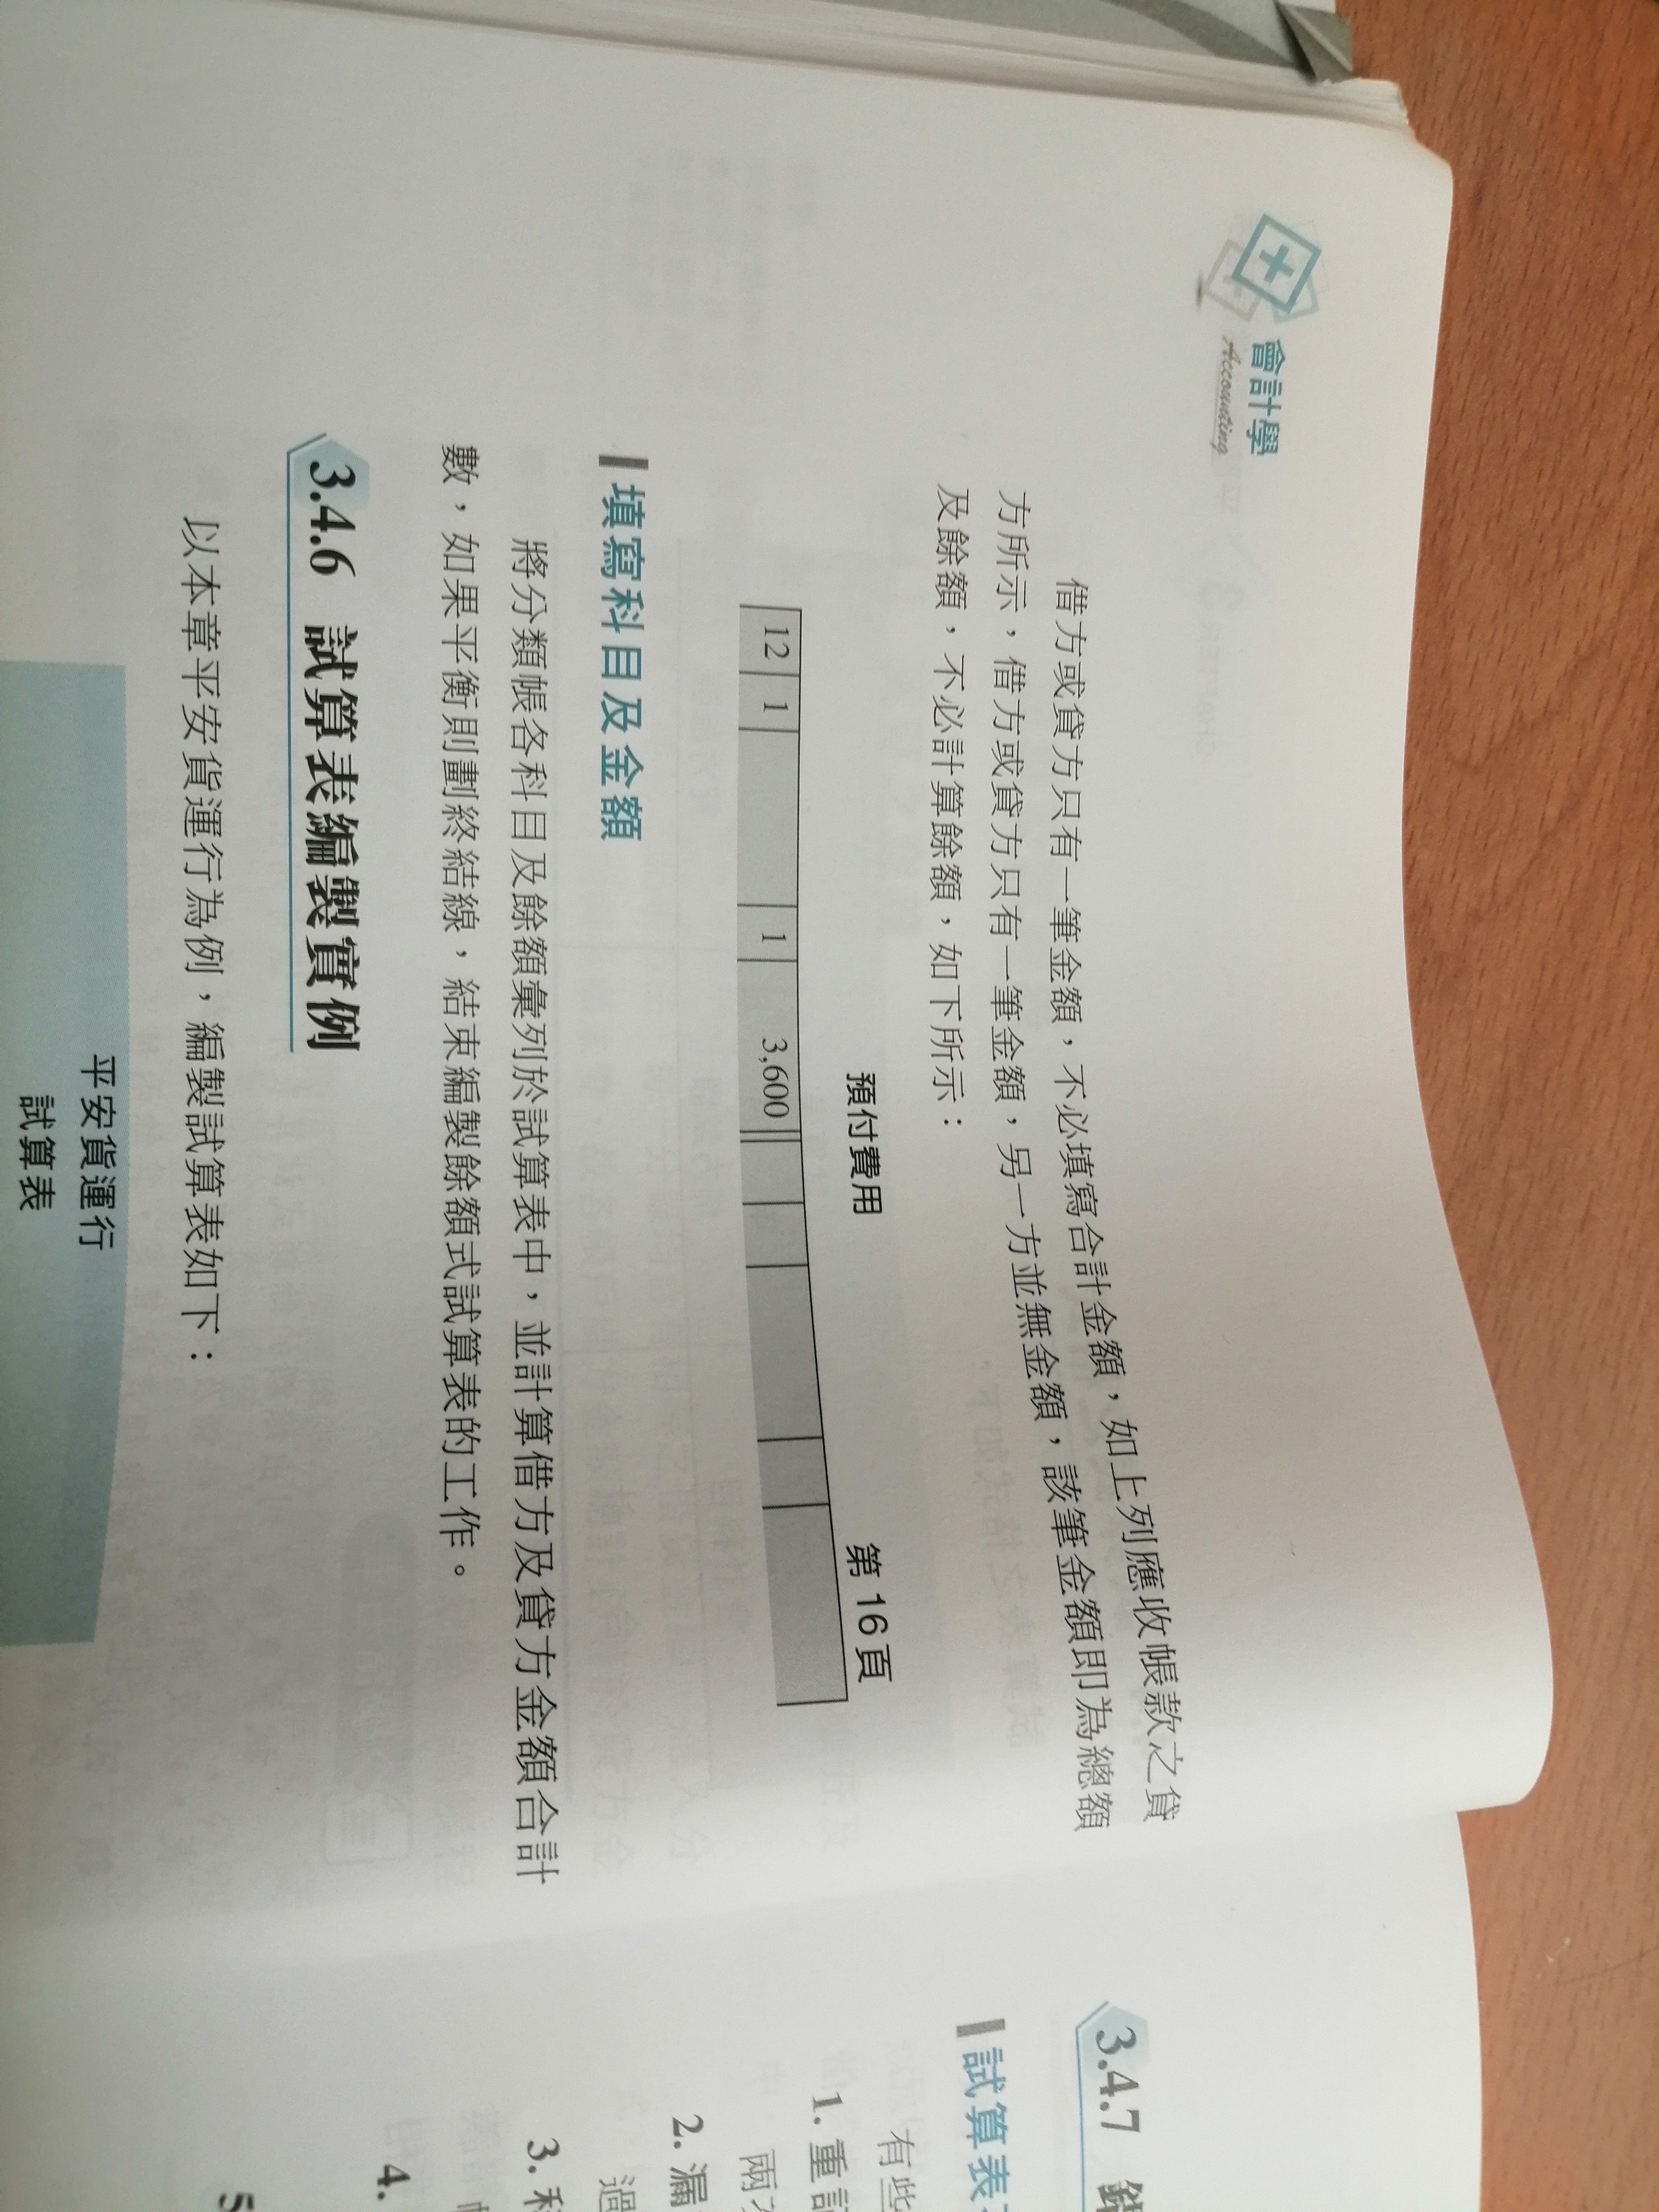 會計學
Accounting
借方或貸方只有一筆金額，不必填寫合計金額，如上列應收帳款之貸
方所示，借方或貸方只有一筆金額，另一方並無金額，該筆金額即為總額
及餘額，不必計算餘額，如下所示：
預付費用 第16頁
12 1 1 3,600
填寫科目及金額
將分類帳各科目及餘額彙列於試算表中，並計算借方及貸方金額合計
數，如果平衡則劃終結線，結束編製餘額式試算表的工作。
3.4.6 試算表編製實例
以本章平安貨運行為例，編製試算表如下：
平安貨運行
試算表
3.4.7
試算表
有些
1. 重
兩
2. 漏
過
3.
4.
5